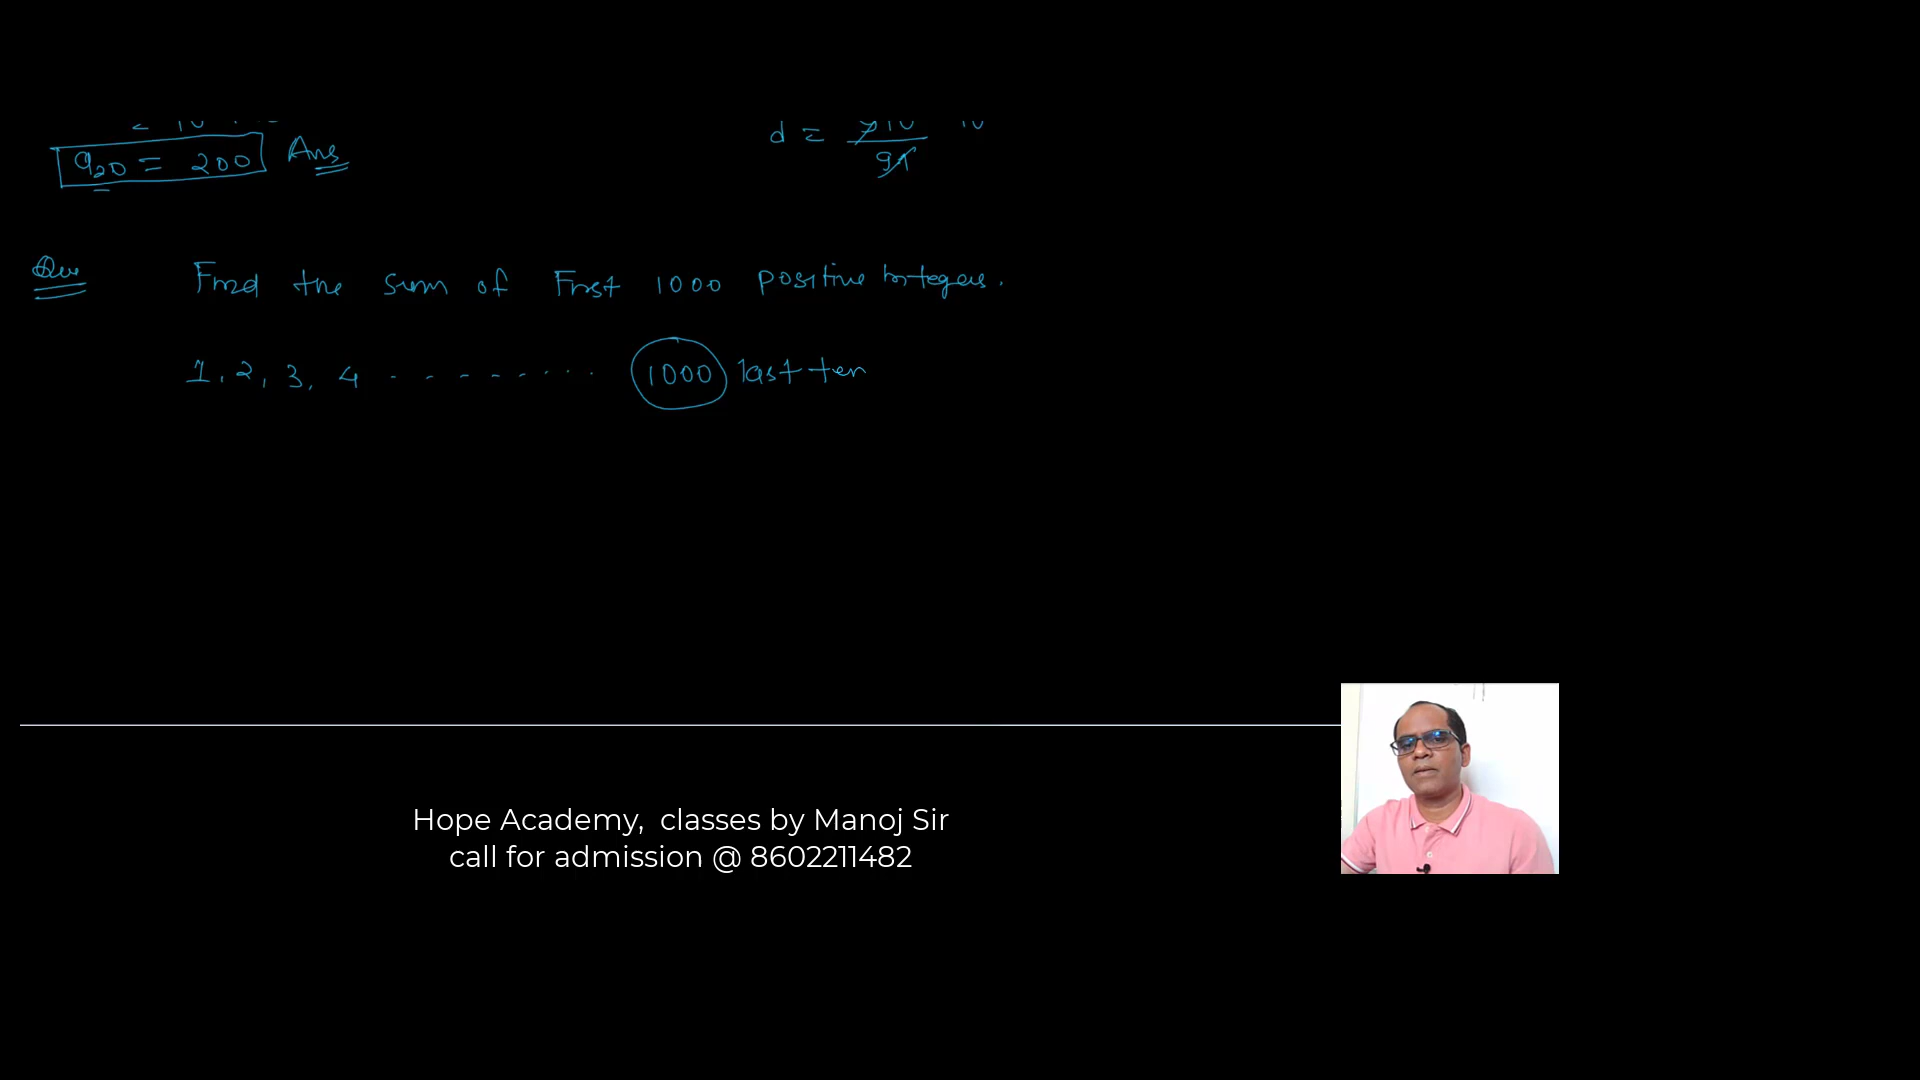 a20 = 200 Ans
d =
Que Find the sum of First 1000 positive Integers.
1, 2, 3, 4 - - - - - - - - - 1000 last ter
Hope Academy, classes by Manoj Sir
call for admission @ 8602211482